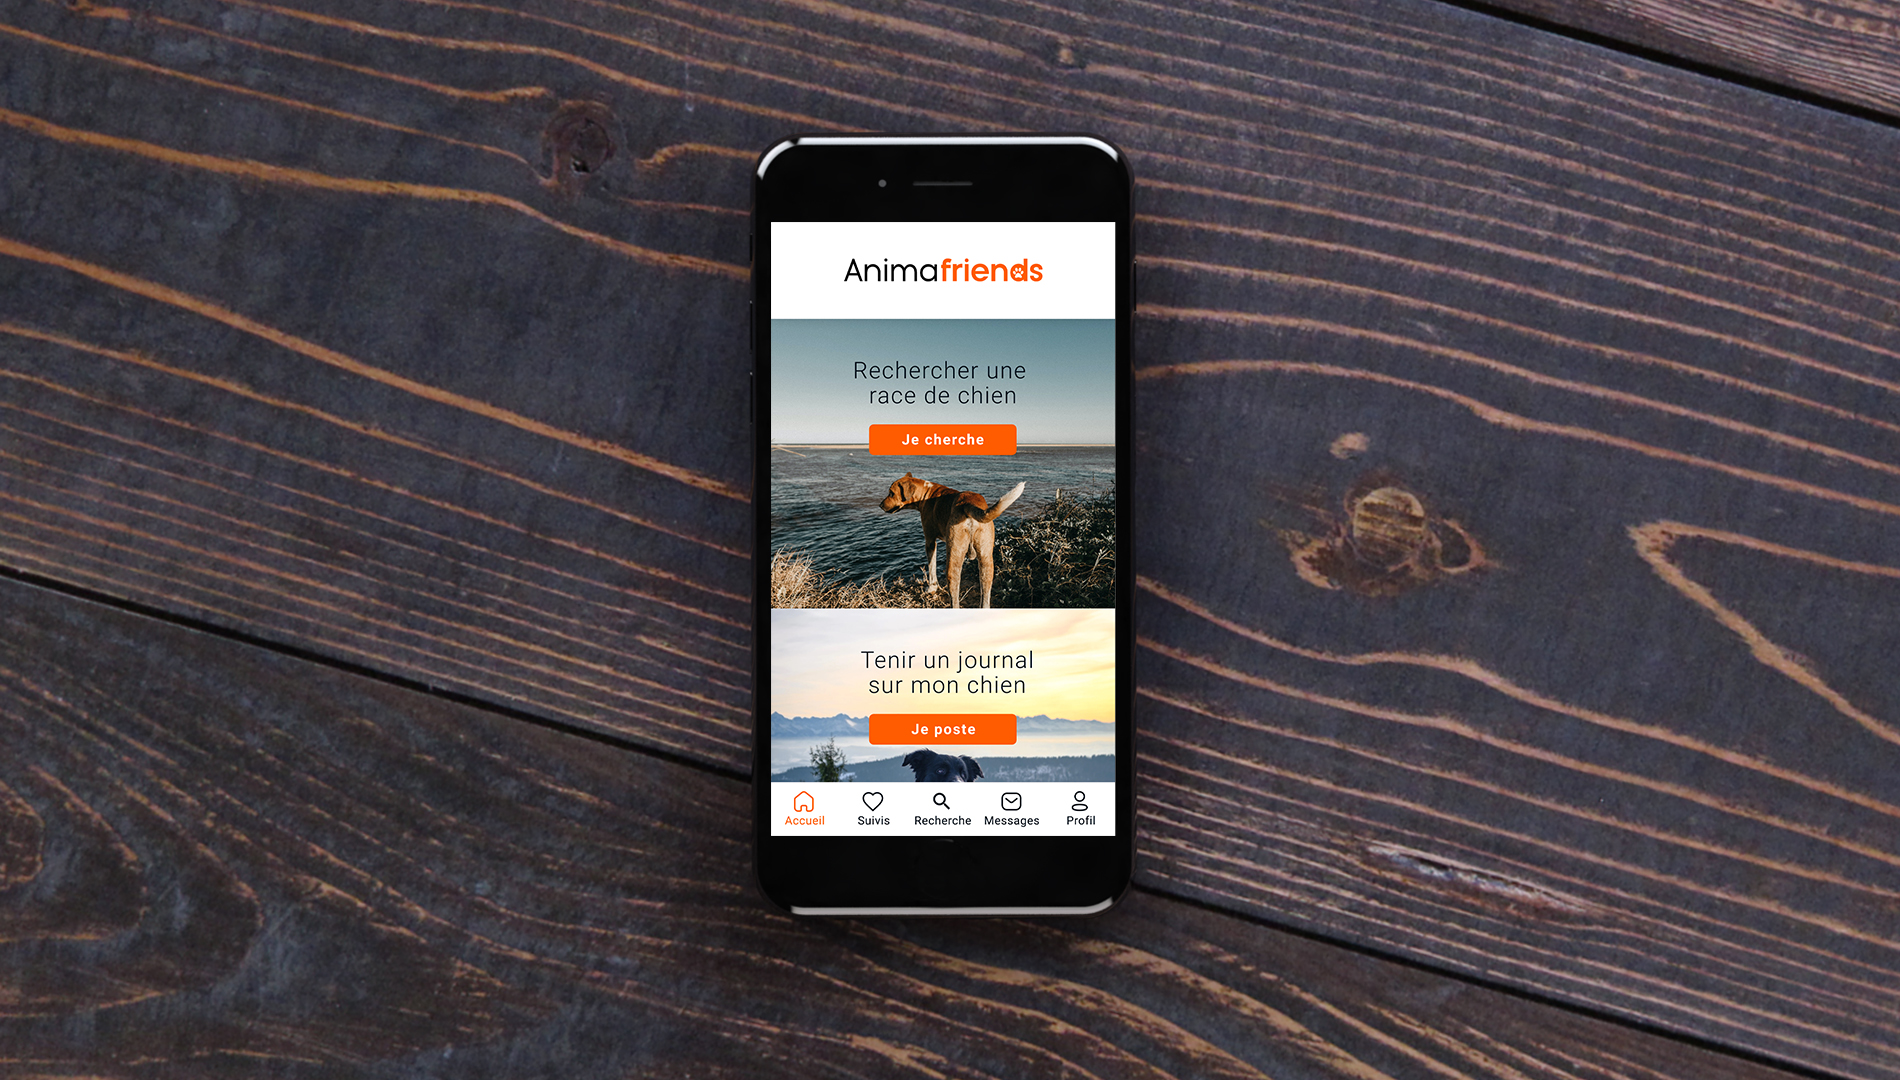 Animafriends
Rechercher une
race de chien
Je cherche
Tenir un journal
sur mon chien
Je poste
Accueil Suivis Recherche Messages Profil